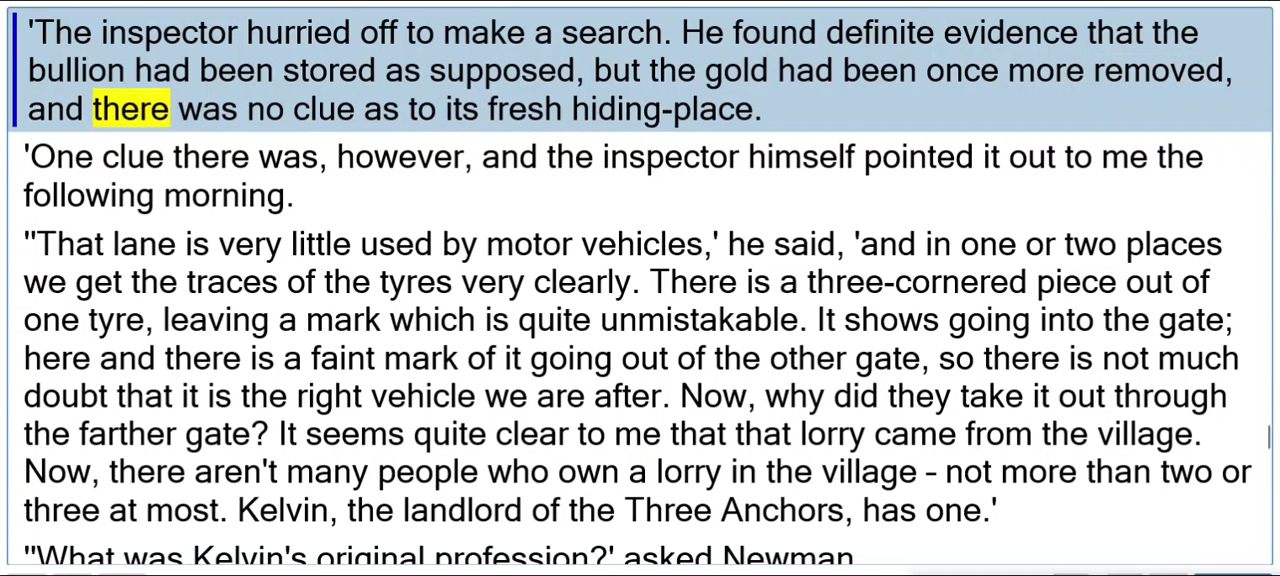 'The inspector hurried off to make a search. He found definite evidence that the
bullion had been stored as supposed, but the gold had been once more removed,
and there was no clue as to its fresh hiding-place.
'One clue there was, however, and the inspector himself pointed it out to me the
following morning.
"That lane is very little used by motor vehicles,' he said, 'and in one or two places
we get the traces of the tyres very clearly. There is a three-cornered piece out of
one tyre, leaving a mark which is quite unmistakable. It shows going into the gate;
here and there is a faint mark of it going out of the other gate, so there is not much
doubt that it is the right vehicle we are after. Now, why did they take it out through
the farther gate? It seems quite clear to me that that lorry came from the village.
Now, there aren't many people who own a lorry in the village - not more than two or
three at most. Kelvin, the landlord of the Three Anchors, has one.'
"What was Kelvin's original profession?' asked Newman